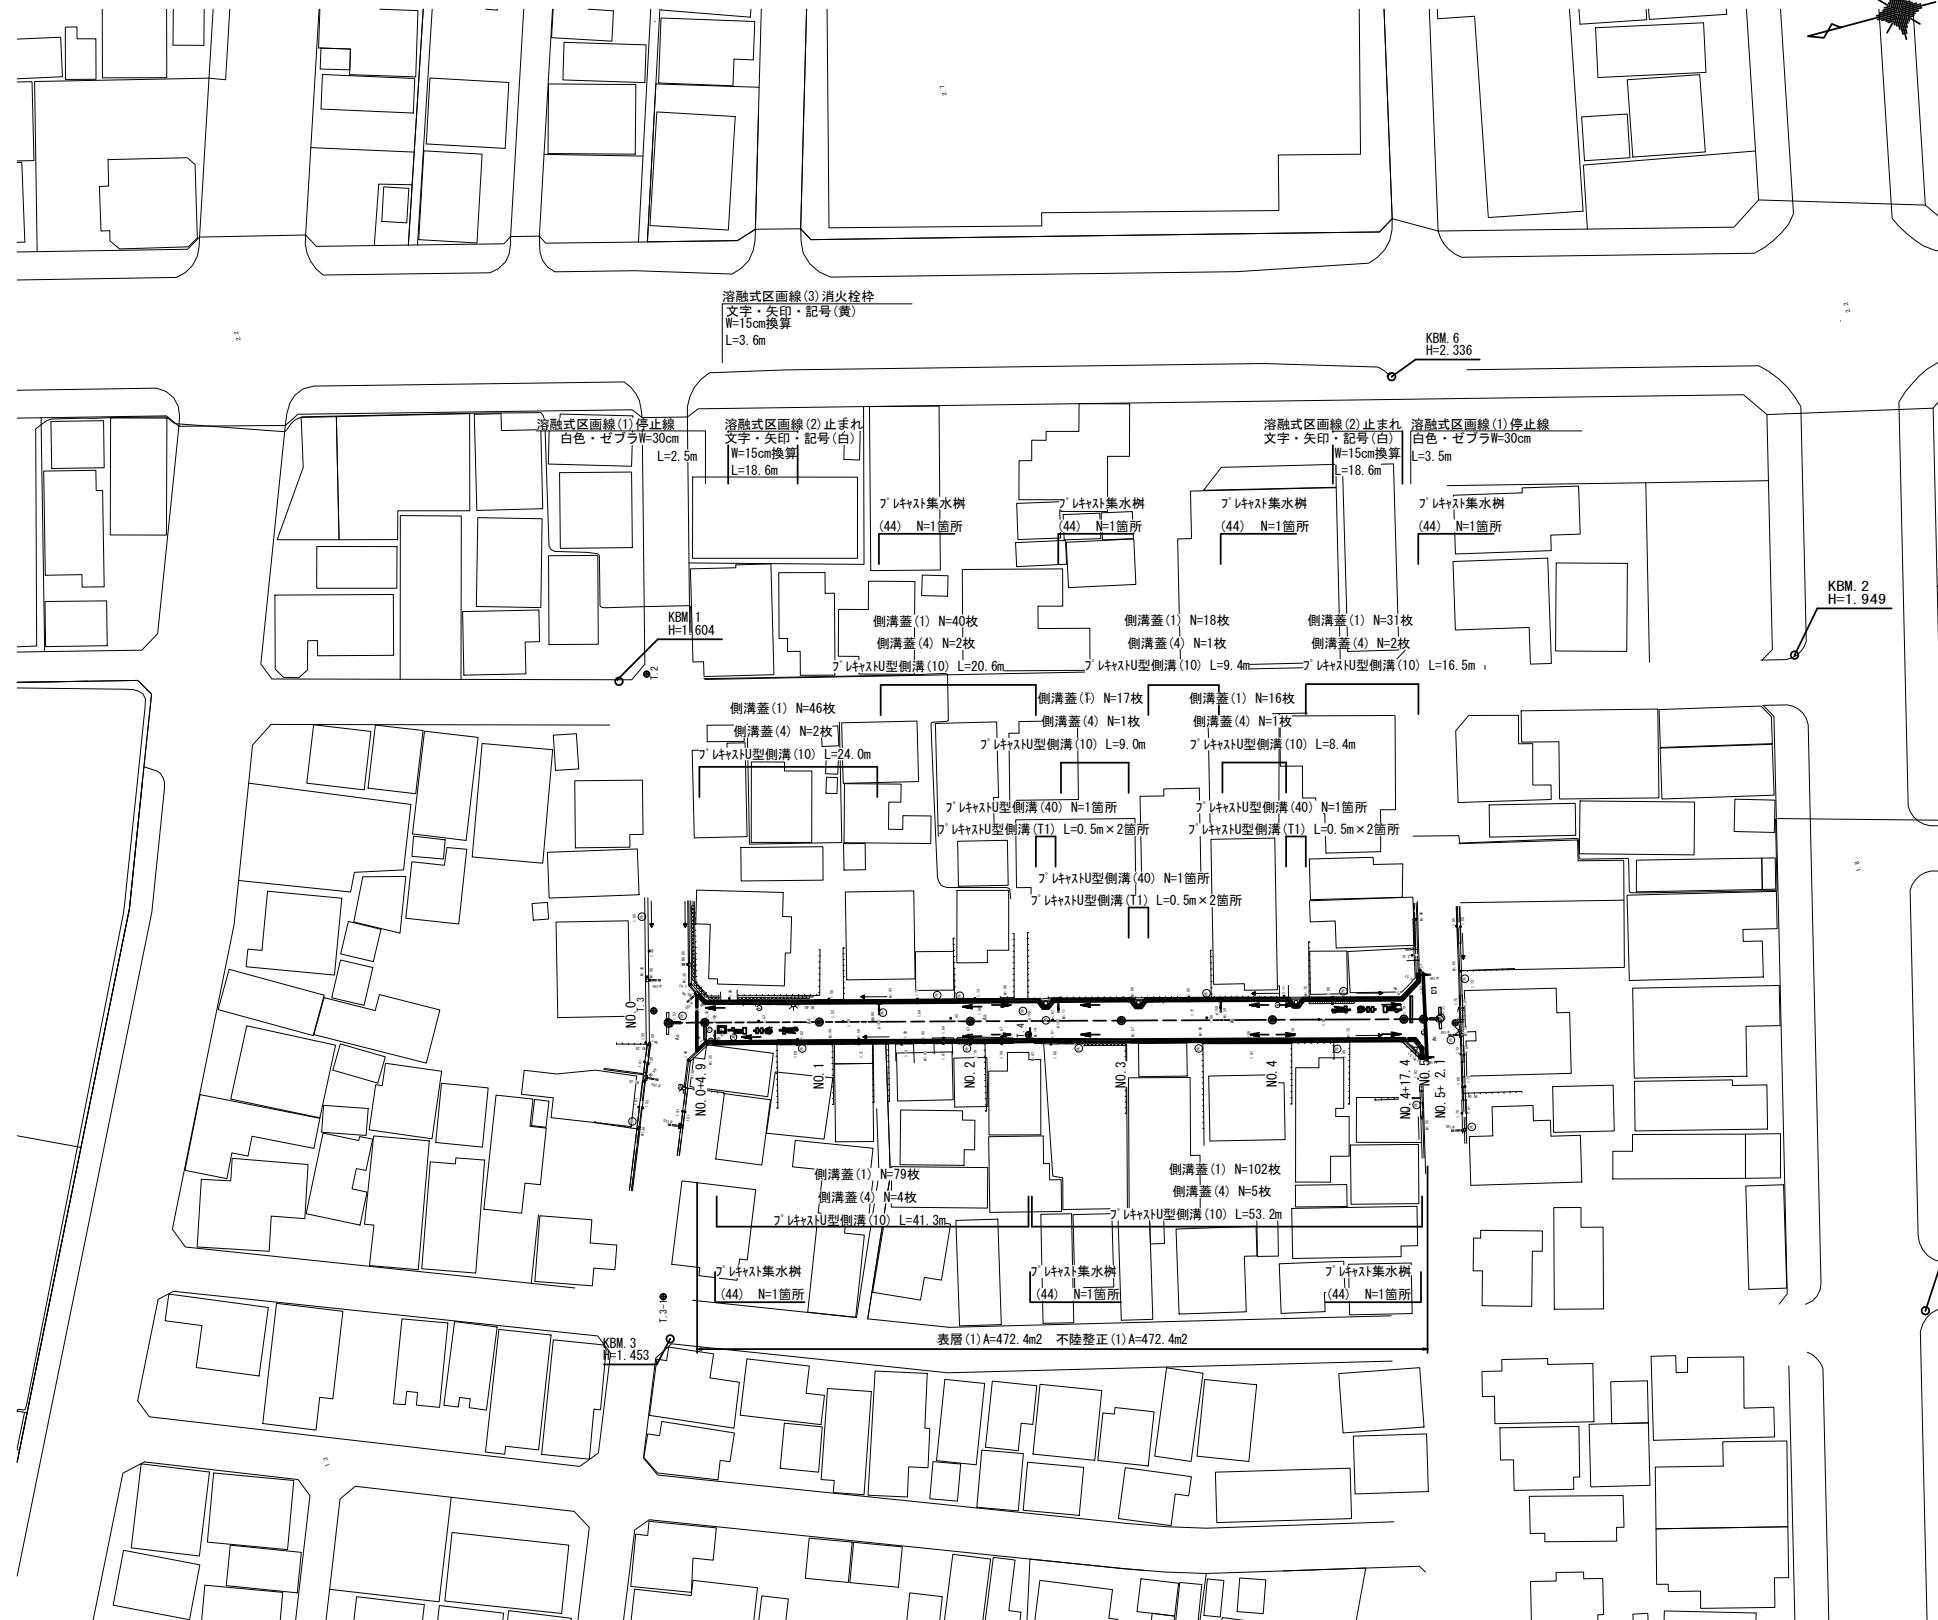 溶融式区画線(3)消火栓枠
文字・矢印・記号(黄)
W=15cm換算
L=3.6m
KBM.6
H=2.336
溶融式区画線(1)停止線
白色・ゼブラW=30cm
L=2.5m
溶融式区画線(2)止まれ
文字・矢印・記号(白)
W=15cm換算
L=18.6m
溶融式区画線(2)止まれ
文字・矢印・記号(白)
W=15cm換算
L=18.6m
溶融式区画線(1)停止線
白色・ゼブラW=30cm
L=3.5m
プレキャスト集水桝
(44) N=1箇所
プレキャスト集水桝
(44) N=1箇所
プレキャスト集水桝
(44) N=1箇所
プレキャスト集水桝
(44) N=1箇所
KBM.2
H=1.949
KBM.1
H=1.604
T.2
側溝蓋(1) N=40枚
側溝蓋(4) N=2枚
プレキャストU型側溝(10) L=20.6m
側溝蓋(1) N=18枚
側溝蓋(4) N=1枚
プレキャストU型側溝(10) L=9.4m
側溝蓋(1) N=31枚
側溝蓋(4) N=2枚
プレキャストU型側溝(10) L=16.5m
側溝蓋(1) N=46枚
側溝蓋(4) N=2枚
プレキャストU型側溝(10) L=24.0m
側溝蓋(1) N=17枚
側溝蓋(4) N=1枚
プレキャストU型側溝(10) L=9.0m
側溝蓋(1) N=16枚
側溝蓋(4) N=1枚
プレキャストU型側溝(10) L=8.4m
プレキャストU型側溝(40) N=1箇所
プレキャストU型側溝(T1) L=0.5m×2箇所
プレキャストU型側溝(40) N=1箇所
プレキャストU型側溝(T1) L=0.5m×2箇所
プレキャストU型側溝(40) N=1箇所
プレキャストU型側溝(T1) L=0.5m×2箇所
NO.0
T.3
NO.0+4.9
NO.1
NO.2
T.4
NO.3
NO.4
NO.4+17.4
NO.5
NO.5+ 2.1
側溝蓋(1) N=79枚
側溝蓋(4) N=4枚
プレキャストU型側溝(10) L=41.3m
側溝蓋(1) N=102枚
側溝蓋(4) N=5枚
プレキャストU型側溝(10) L=53.2m
プレキャスト集水桝
(44) N=1箇所
プレキャスト集水桝
(44) N=1箇所
プレキャスト集水桝
(44) N=1箇所
T.3-1
KBM.3
H=1.453
表層(1)A=472.4m2 不陸整正(1)A=472.4m2